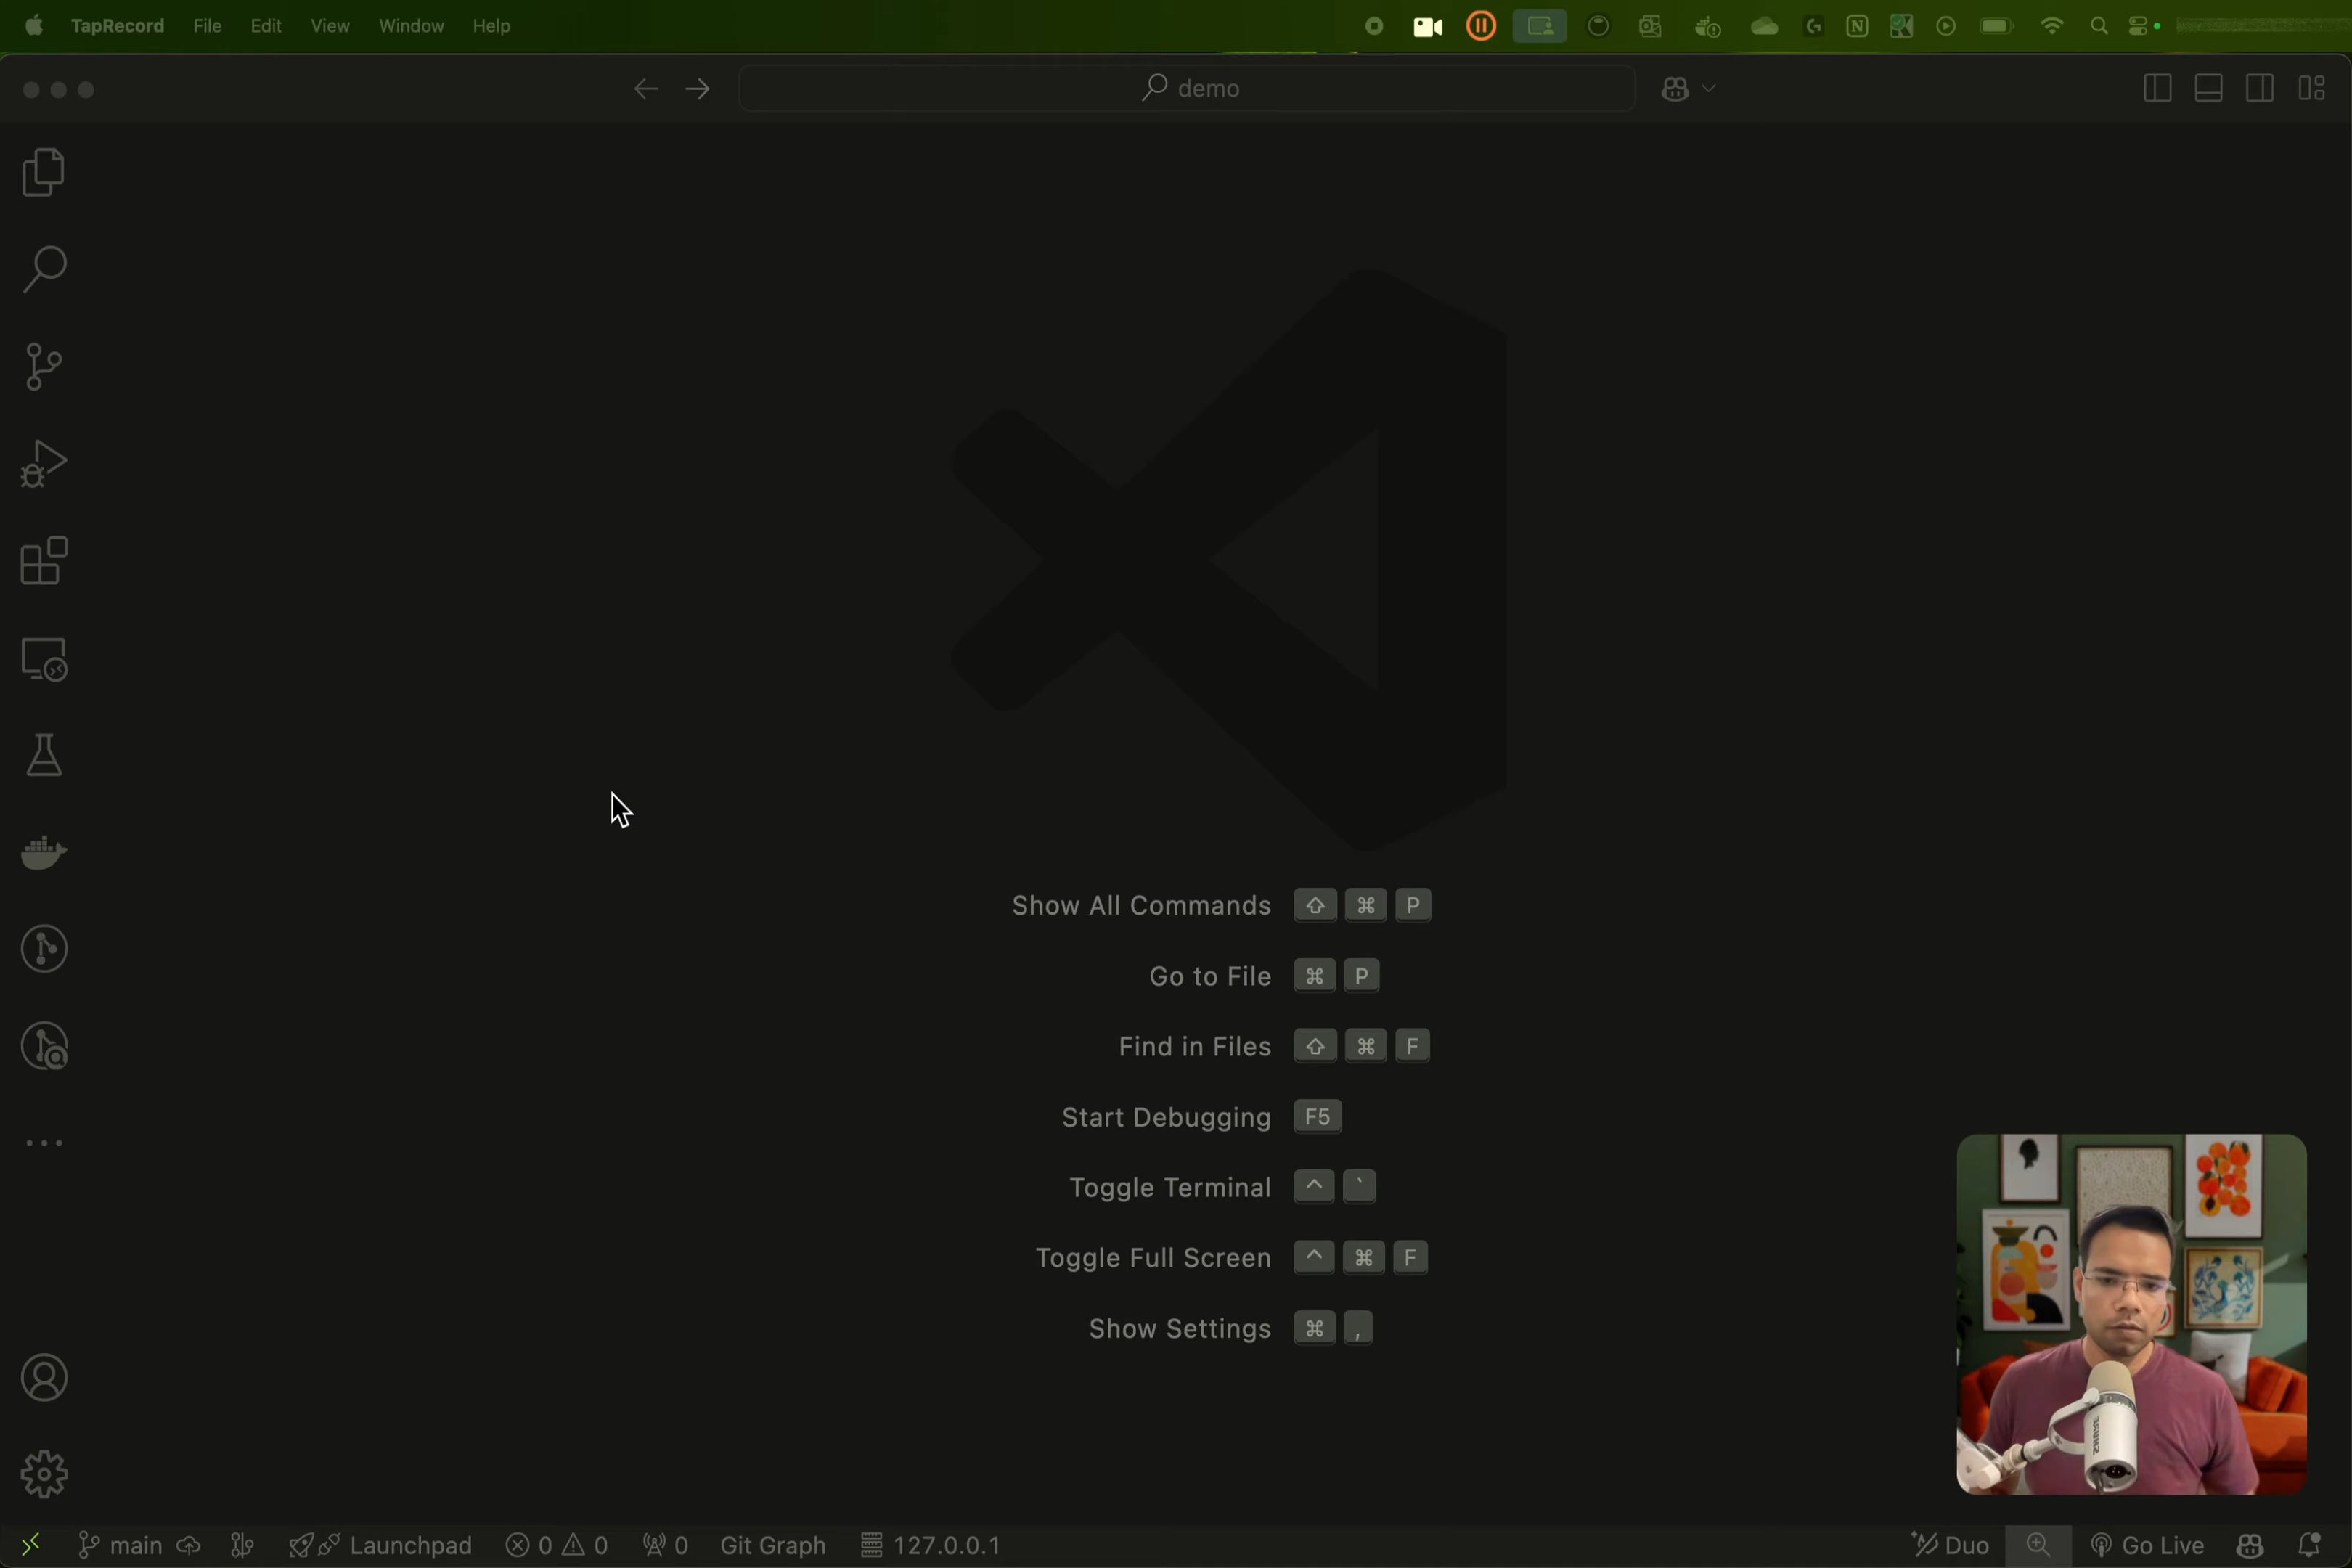 TapRecord File Edit View Window Help
demo
Show All Commands ⇧ ⌘ P
Go to File ⌘ P
Find in Files ⇧ ⌘ F
Start Debugging F5
Toggle Terminal ^ `
Toggle Full Screen ^ ⌘ F
Show Settings ⌘ ,
main Launchpad 0 0 0 Git Graph 127.0.0.1 Duo Go Live